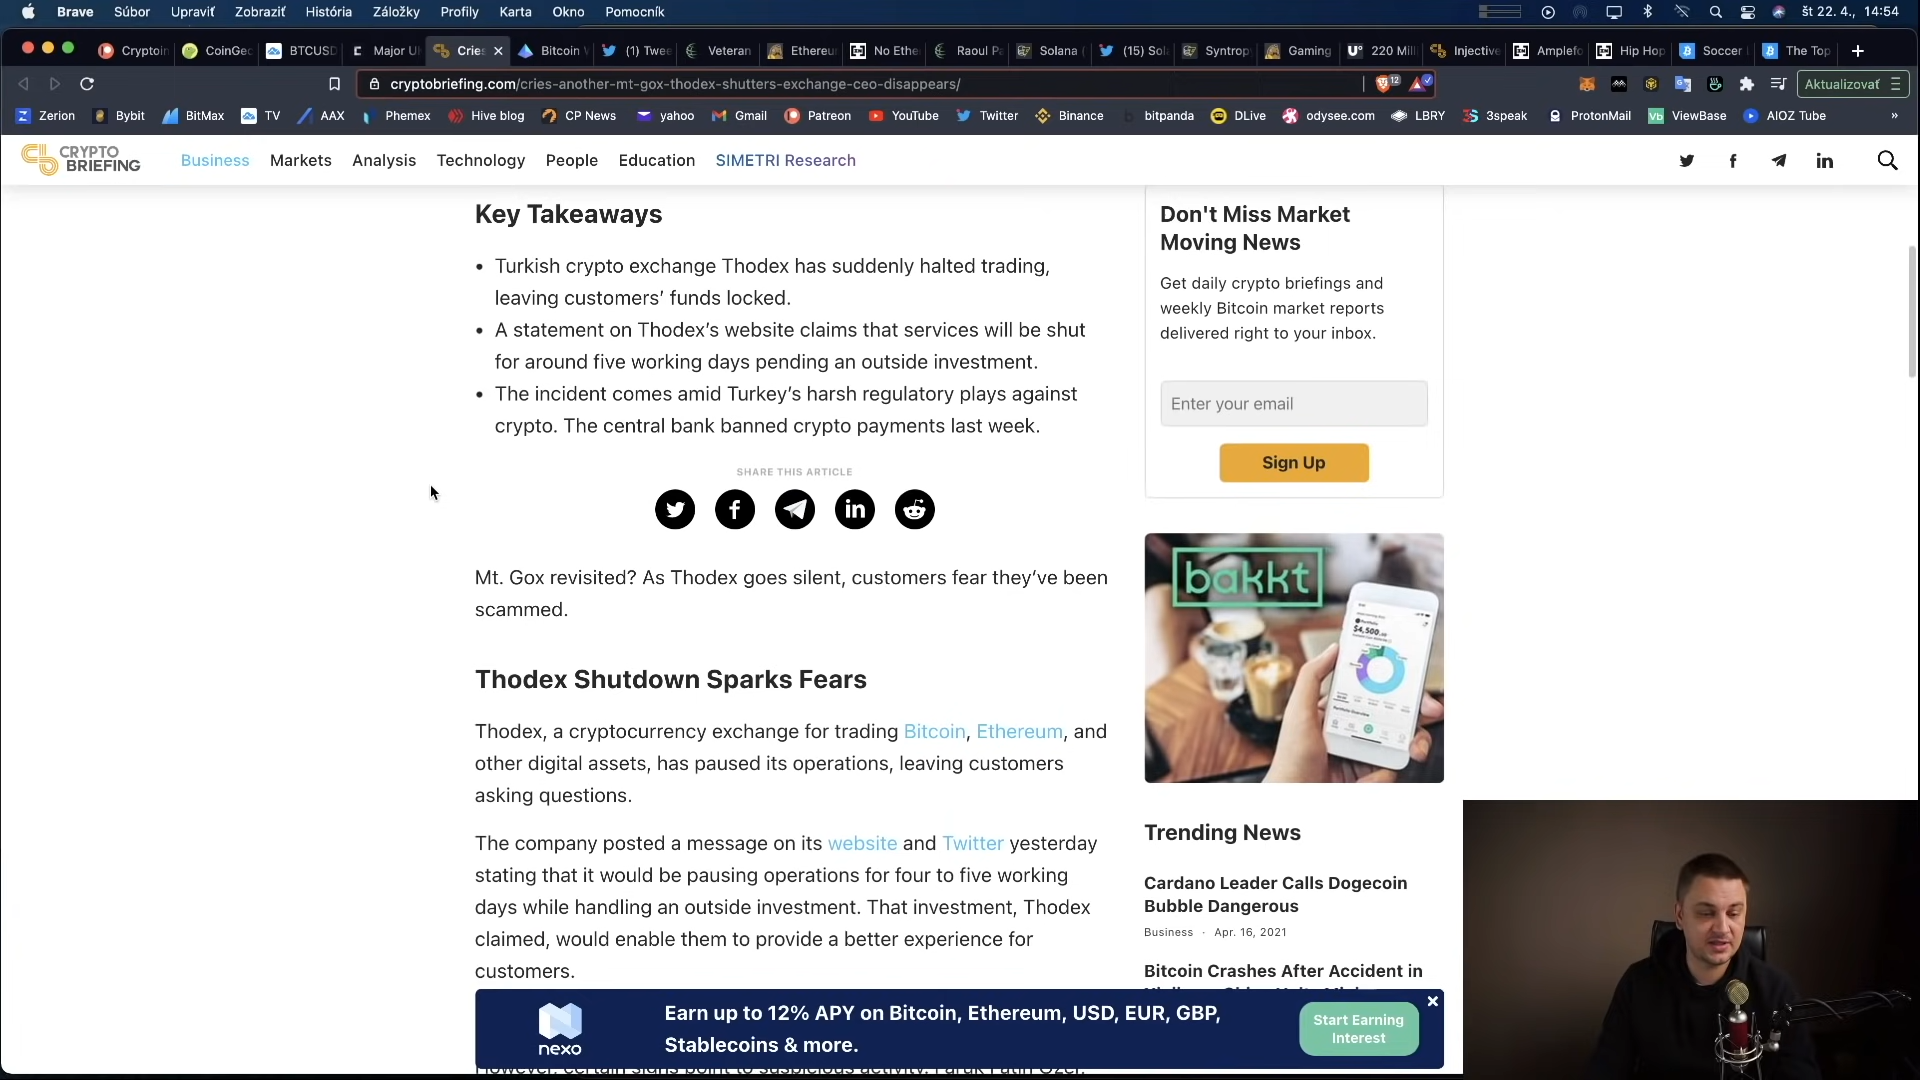 Brave Súbor Upraviť Zobraziť História Záložky Profily Karta Okno Pomocník št 22. 4., 14:54
Cryptoin CoinGec BTCUSD Major U Cries Bitcoin (1) Twee Veteran Ethereu No Ethe Raoul Pa Solana ( (15) Sol Syntrop Gaming 220 Mill Injective Amplefo Hip Hop Soccer The Top
cryptobriefing.com/cries-another-mt-gox-thodex-shutters-exchange-ceo-disappears/ 12 Aktualizovať
Zerion Bybit BitMax TV AAX Phemex Hive blog CP News yahoo Gmail Patreon YouTube Twitter Binance bitpanda DLive odysee.com LBRY 3speak ProtonMail ViewBase AIOZ Tube »
CRYPTO
BRIEFING
Business Markets Analysis Technology People Education SIMETRI Research
Key Takeaways
• Turkish crypto exchange Thodex has suddenly halted trading,
leaving customers’ funds locked.
• A statement on Thodex’s website claims that services will be shut
for around five working days pending an outside investment.
• The incident comes amid Turkey’s harsh regulatory plays against
crypto. The central bank banned crypto payments last week.
SHARE THIS ARTICLE
Mt. Gox revisited? As Thodex goes silent, customers fear they’ve been
scammed.
Thodex Shutdown Sparks Fears
Thodex, a cryptocurrency exchange for trading Bitcoin, Ethereum, and
other digital assets, has paused its operations, leaving customers
asking questions.
The company posted a message on its website and Twitter yesterday
stating that it would be pausing operations for four to five working
days while handling an outside investment. That investment, Thodex
claimed, would enable them to provide a better experience for
customers.
Don't Miss Market
Moving News
Get daily crypto briefings and
weekly Bitcoin market reports
delivered right to your inbox.
Enter your email
Sign Up
bakkt
$4,500
Trending News
Cardano Leader Calls Dogecoin
Bubble Dangerous
Business · Apr. 16, 2021
Bitcoin Crashes After Accident in
nexo
Earn up to 12% APY on Bitcoin, Ethereum, USD, EUR, GBP,
Stablecoins & more.
Start Earning
Interest